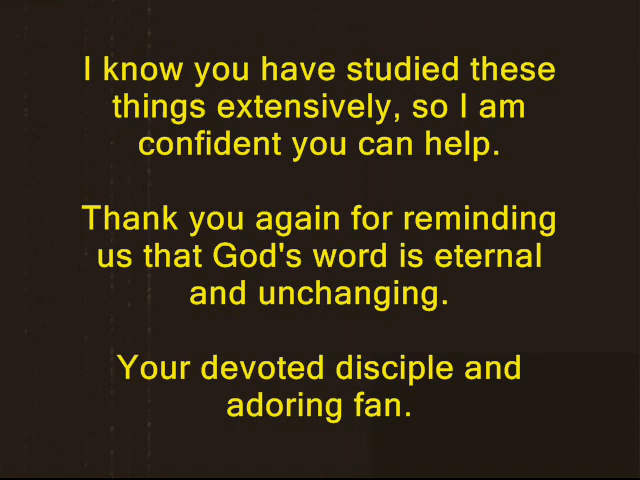 I know you have studied these
things extensively, so I am
confident you can help.
Thank you again for reminding
us that God's word is eternal
and unchanging.
Your devoted disciple and
adoring fan.